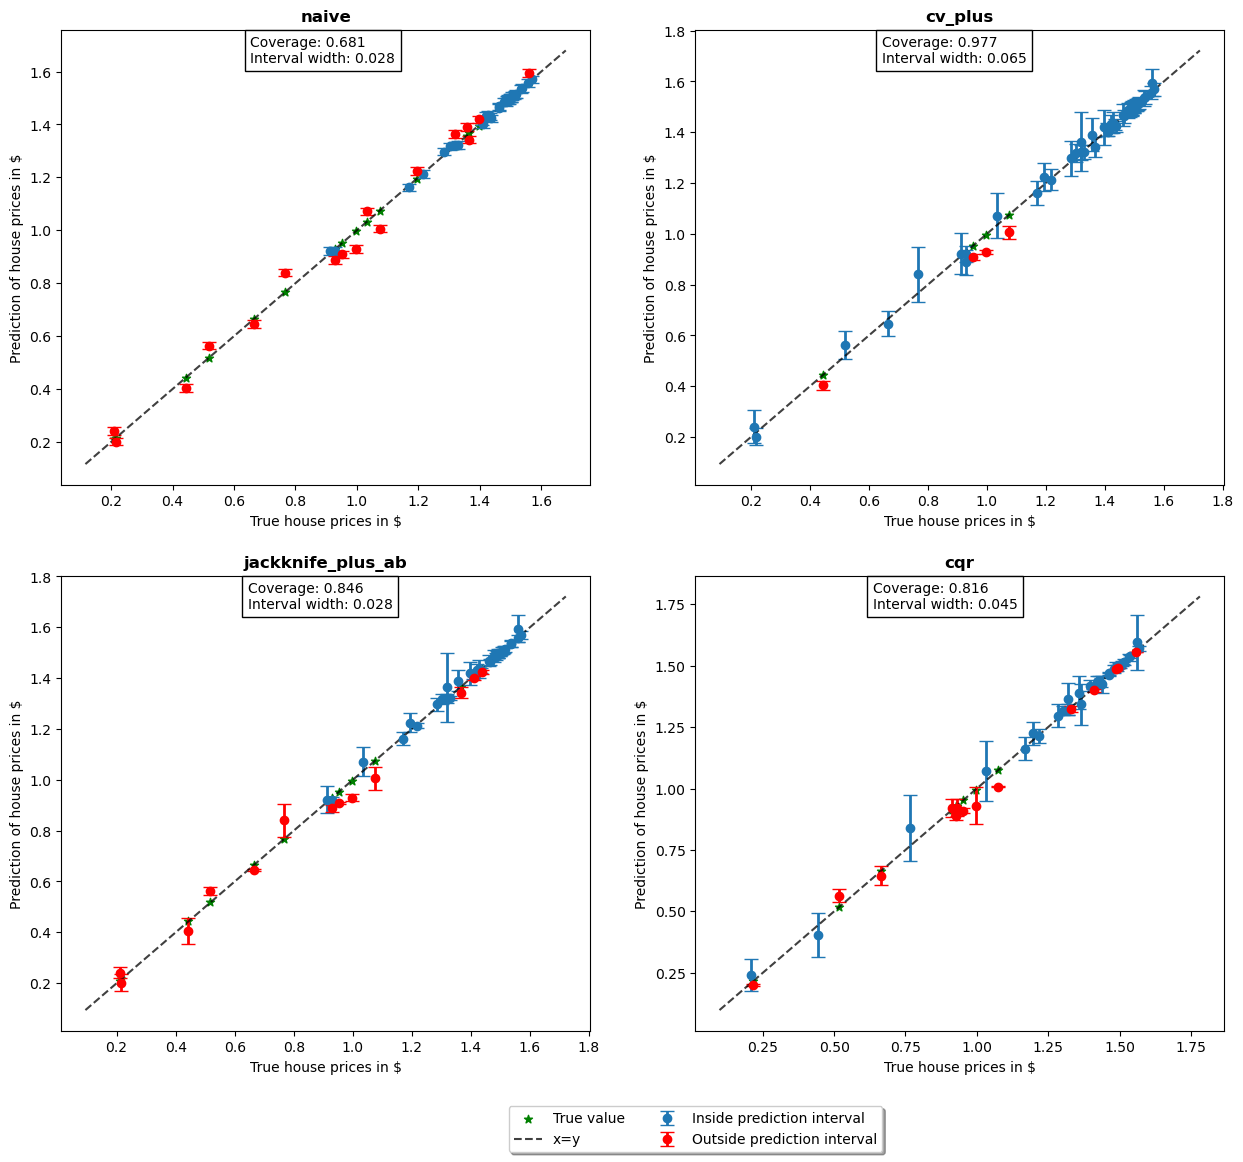 naive
Coverage: 0.681
Interval width: 0.028
Prediction of house prices in $
1.6
1.4
1.2
1.0
0.8
0.6
0.4
0.2
0.2 0.4 0.6 0.8 1.0 1.2 1.4 1.6
True house prices in $
cv_plus
Coverage: 0.977
Interval width: 0.065
Prediction of house prices in $
1.8
1.6
1.4
1.2
1.0
0.8
0.6
0.4
0.2
0.2 0.4 0.6 0.8 1.0 1.2 1.4 1.6 1.8
True house prices in $
jackknife_plus_ab
Coverage: 0.846
Interval width: 0.028
Prediction of house prices in $
1.8
1.6
1.4
1.2
1.0
0.8
0.6
0.4
0.2
0.2 0.4 0.6 0.8 1.0 1.2 1.4 1.6 1.8
True house prices in $
cqr
Coverage: 0.816
Interval width: 0.045
Prediction of house prices in $
1.75
1.50
1.25
1.00
0.75
0.50
0.25
0.25 0.50 0.75 1.00 1.25 1.50 1.75
True house prices in $
True value
x=y
Inside prediction interval
Outside prediction interval